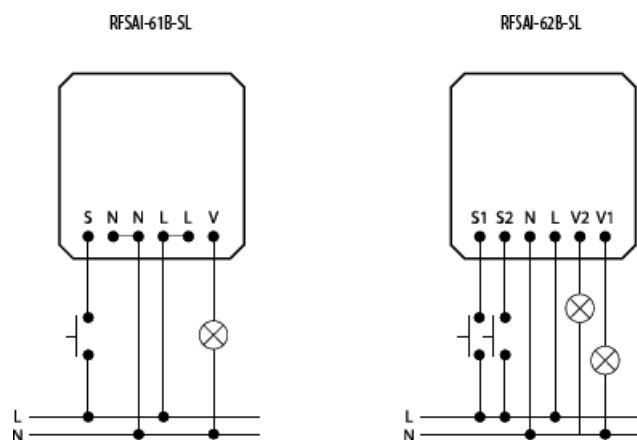 RFSAI-61B-SL
RFSAI-62B-SL
S N N L L V
S1 S2 N L V2 V1
L
N
L
N